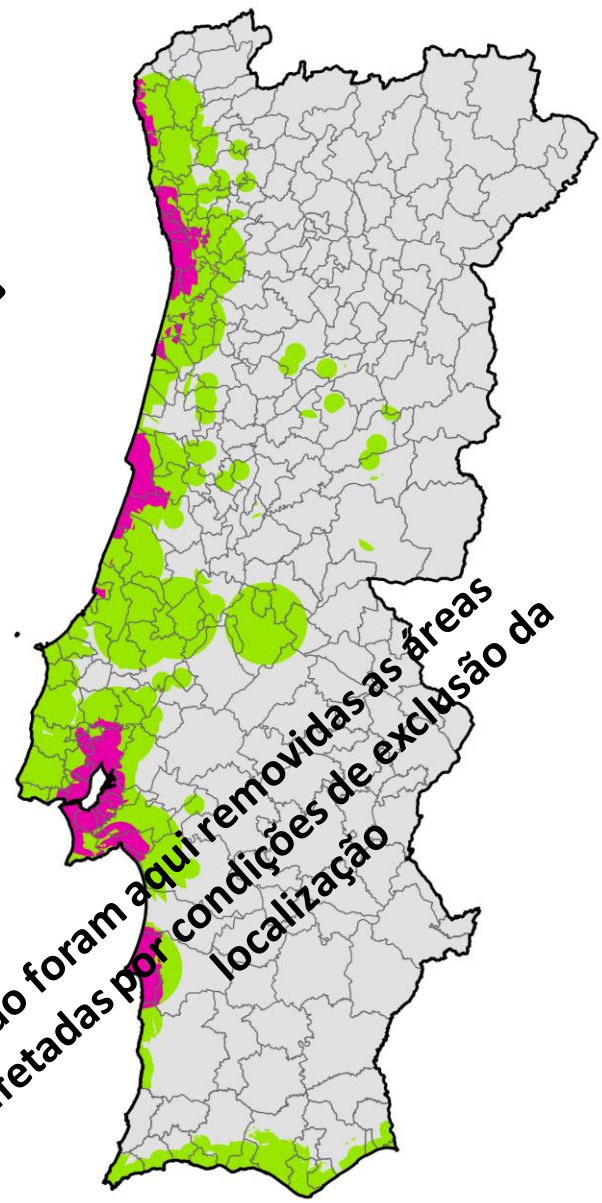 foram aqui removidas as áreas
por condições de exclusão da
localização